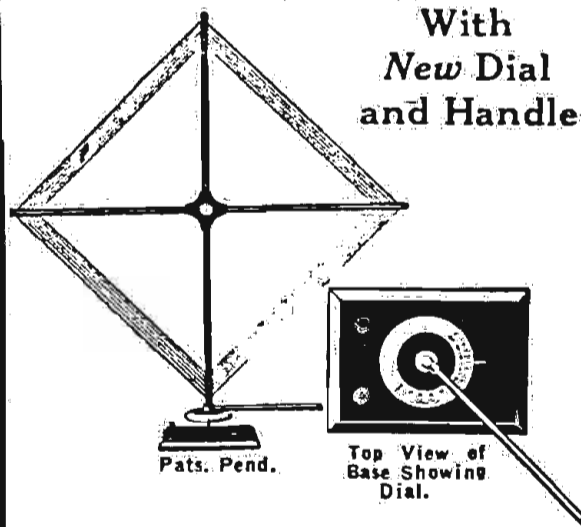 With
New Dial
and Handle
Pats. Pend.
Top View of
Base Showing
Dial.